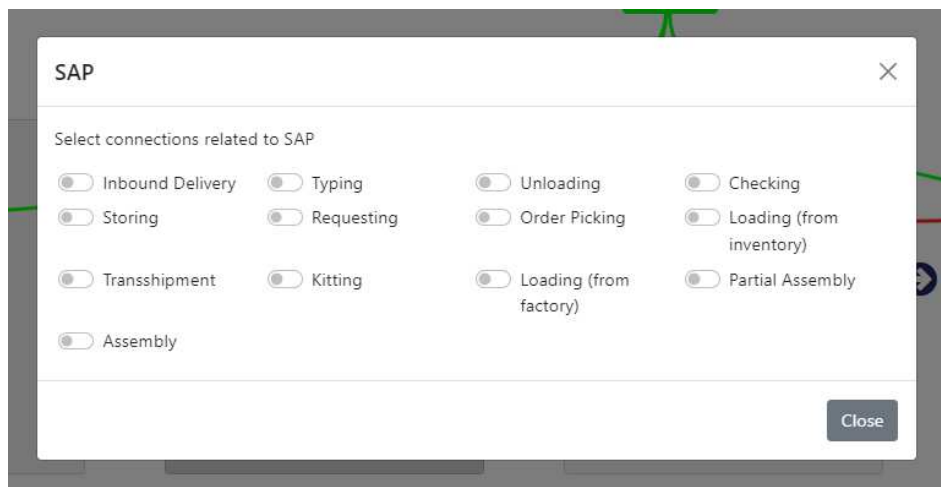 SAP
Select connections related to SAP
Inbound Delivery
Typing
Unloading
Checking
Storing
Requesting
Order Picking
Loading (from
inventory)
Transshipment
Kitting
Loading (from
factory)
Partial Assembly
Assembly
Close